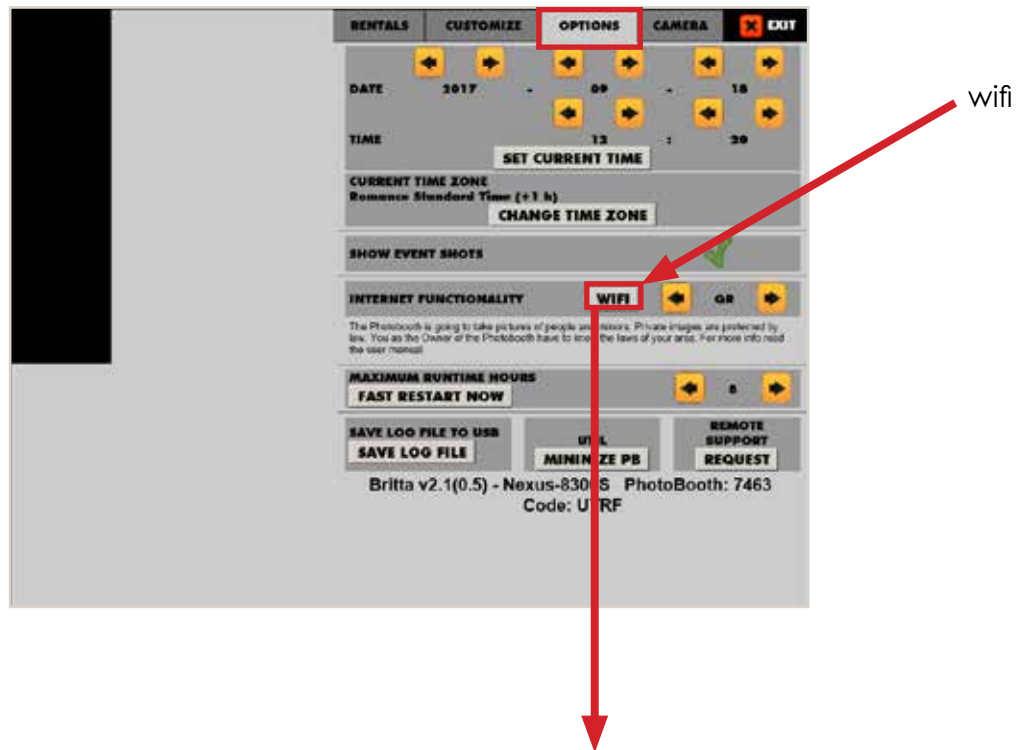 RENTALS CUSTOMIZE OPTIONS CAMERA X EXIT
DATE 2017 - 09 - 18
wifi
TIME 12 : 20
SET CURRENT TIME
CURRENT TIME ZONE
Romance Standard Time (+1 h)
CHANGE TIME ZONE
SHOW EVENT SHOTS
INTERNET FUNCTIONALITY WIFI GR
The Photobooth is going to take pictures of people and minors. Private images are protected by
law. You as the Owner of the Photobooth have to know the laws of your area. For more info read
the user manual
MAXIMUM RUNTIME HOURS
FAST RESTART NOW 8
SAVE LOG FILE TO USB
SAVE LOG FILE
UTIL
MINIMIZE PB
REMOTE
SUPPORT
REQUEST
Britta v2.1(0.5) - Nexus-8300S PhotoBooth: 7463
Code: UTRF